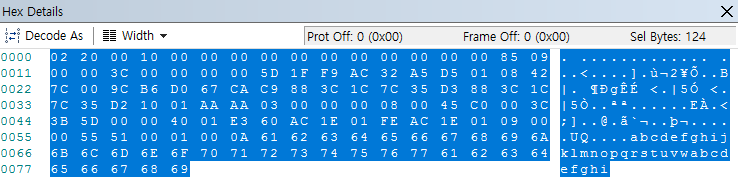 Hex Details
Decode As Width Prot Off: 0 (0x00) Frame Off: 0 (0x00) Sel Bytes: 124
0000 02 20 00 10 00 00 00 00 00 00 00 00 00 00 00 85 09 . ............. ..
0011 00 3C 00 00 00 00 00 5D 1F F9 AC 32 A5 D5 01 08 42 .<.....].ù¬2¥Õ..B
0022 7C 00 9C B6 D0 67 CA C9 88 3C 1C 7C 35 D3 88 3C 1C |. ¶ÐgÊÉ <.|5Ó <.
0033 7C 35 D2 10 01 AA AA 03 00 00 00 08 00 45 C0 00 3C |5Ò..ªª......EÀ.<
0044 3B 5D 00 00 40 01 E3 60 AC 1E 01 FE AC 1E 01 09 00 ;]..@.ã`¬..þ¬....
0055 00 55 51 00 01 00 0A 61 62 63 64 65 66 67 68 69 6A .UQ....abcdefghij
0066 6B 6C 6D 6E 6F 70 71 72 73 74 75 76 77 61 62 63 64 klmnopqrstuvwabcd
0077 65 66 67 68 69 efghi